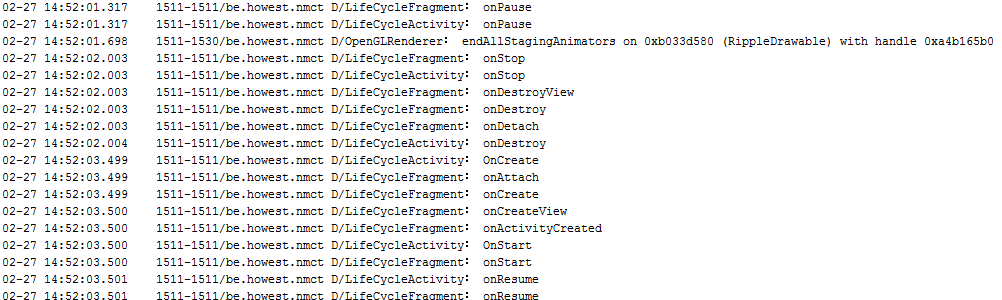 02-27 14:52:01.317 1511-1511/be.howest.nmct D/LifeCycleFragment: onPause
02-27 14:52:01.317 1511-1511/be.howest.nmct D/LifeCycleActivity: onPause
02-27 14:52:01.698 1511-1530/be.howest.nmct D/OpenGLRenderer: endAllStagingAnimators on 0xb033d580 (RippleDrawable) with handle 0xa4b165b0
02-27 14:52:02.003 1511-1511/be.howest.nmct D/LifeCycleFragment: onStop
02-27 14:52:02.003 1511-1511/be.howest.nmct D/LifeCycleActivity: onStop
02-27 14:52:02.003 1511-1511/be.howest.nmct D/LifeCycleFragment: onDestroyView
02-27 14:52:02.003 1511-1511/be.howest.nmct D/LifeCycleFragment: onDestroy
02-27 14:52:02.003 1511-1511/be.howest.nmct D/LifeCycleFragment: onDetach
02-27 14:52:02.004 1511-1511/be.howest.nmct D/LifeCycleActivity: onDestroy
02-27 14:52:03.499 1511-1511/be.howest.nmct D/LifeCycleActivity: OnCreate
02-27 14:52:03.499 1511-1511/be.howest.nmct D/LifeCycleFragment: onAttach
02-27 14:52:03.499 1511-1511/be.howest.nmct D/LifeCycleFragment: onCreate
02-27 14:52:03.500 1511-1511/be.howest.nmct D/LifeCycleFragment: onCreateView
02-27 14:52:03.500 1511-1511/be.howest.nmct D/LifeCycleFragment: onActivityCreated
02-27 14:52:03.500 1511-1511/be.howest.nmct D/LifeCycleActivity: OnStart
02-27 14:52:03.500 1511-1511/be.howest.nmct D/LifeCycleFragment: onStart
02-27 14:52:03.501 1511-1511/be.howest.nmct D/LifeCycleActivity: onResume
02-27 14:52:03.501 1511-1511/be.howest.nmct D/LifeCycleFragment: onResume